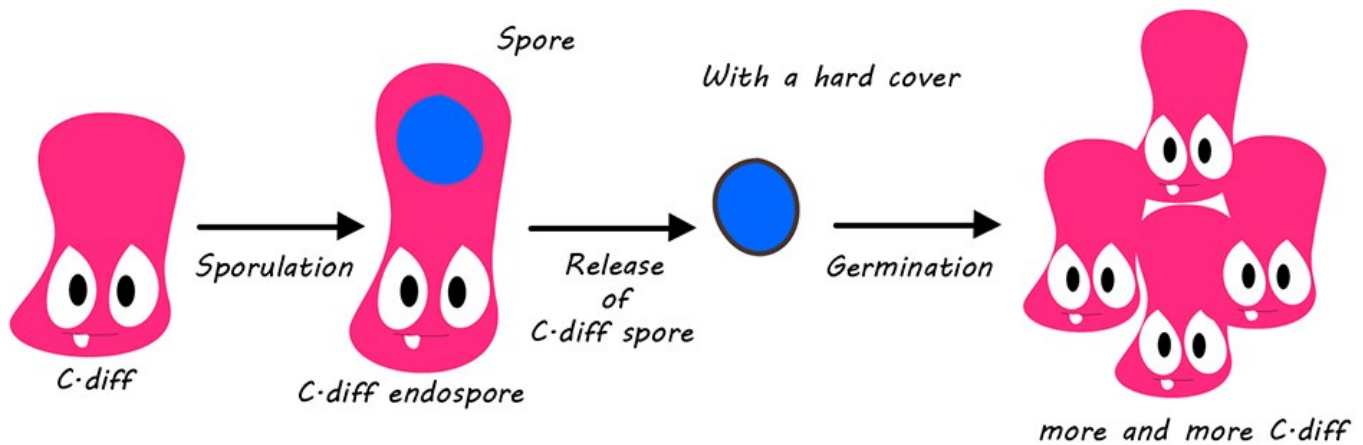 Spore
With a hard cover
Sporulation
Release
of
C.diff spore
Germination
C.diff
C.diff endospore
more and more C.diff